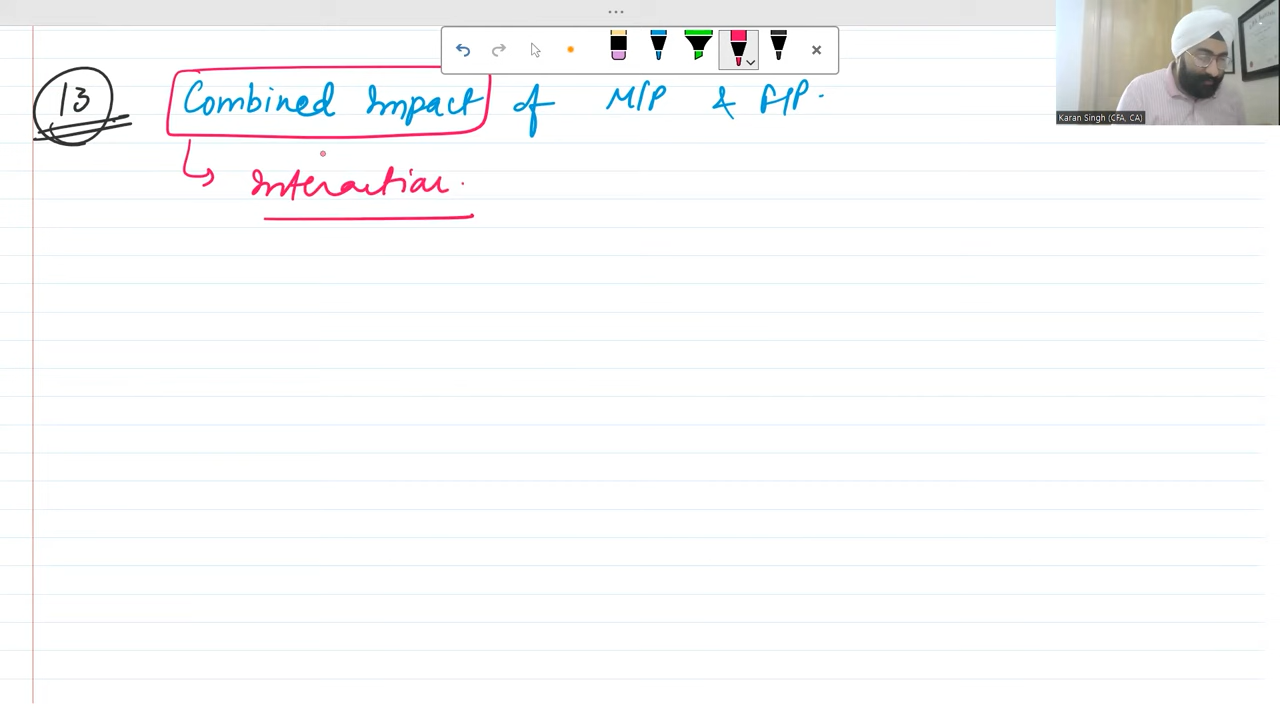 13 Combined Impact of M/P & F/P.
Interaction.
Karan Singh (CFA, CA)